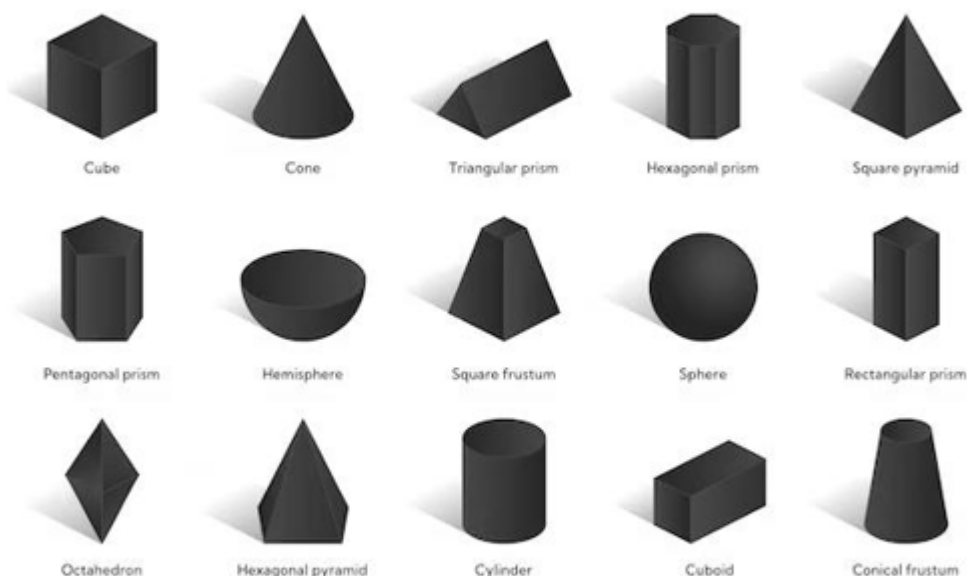 Cube
Cone
Triangular prism
Hexagonal prism
Square pyramid
Pentagonal prism
Hemisphere
Square frustum
Sphere
Rectangular prism
Octahedron
Hexagonal pyramid
Cylinder
Cuboid
Conical frustum